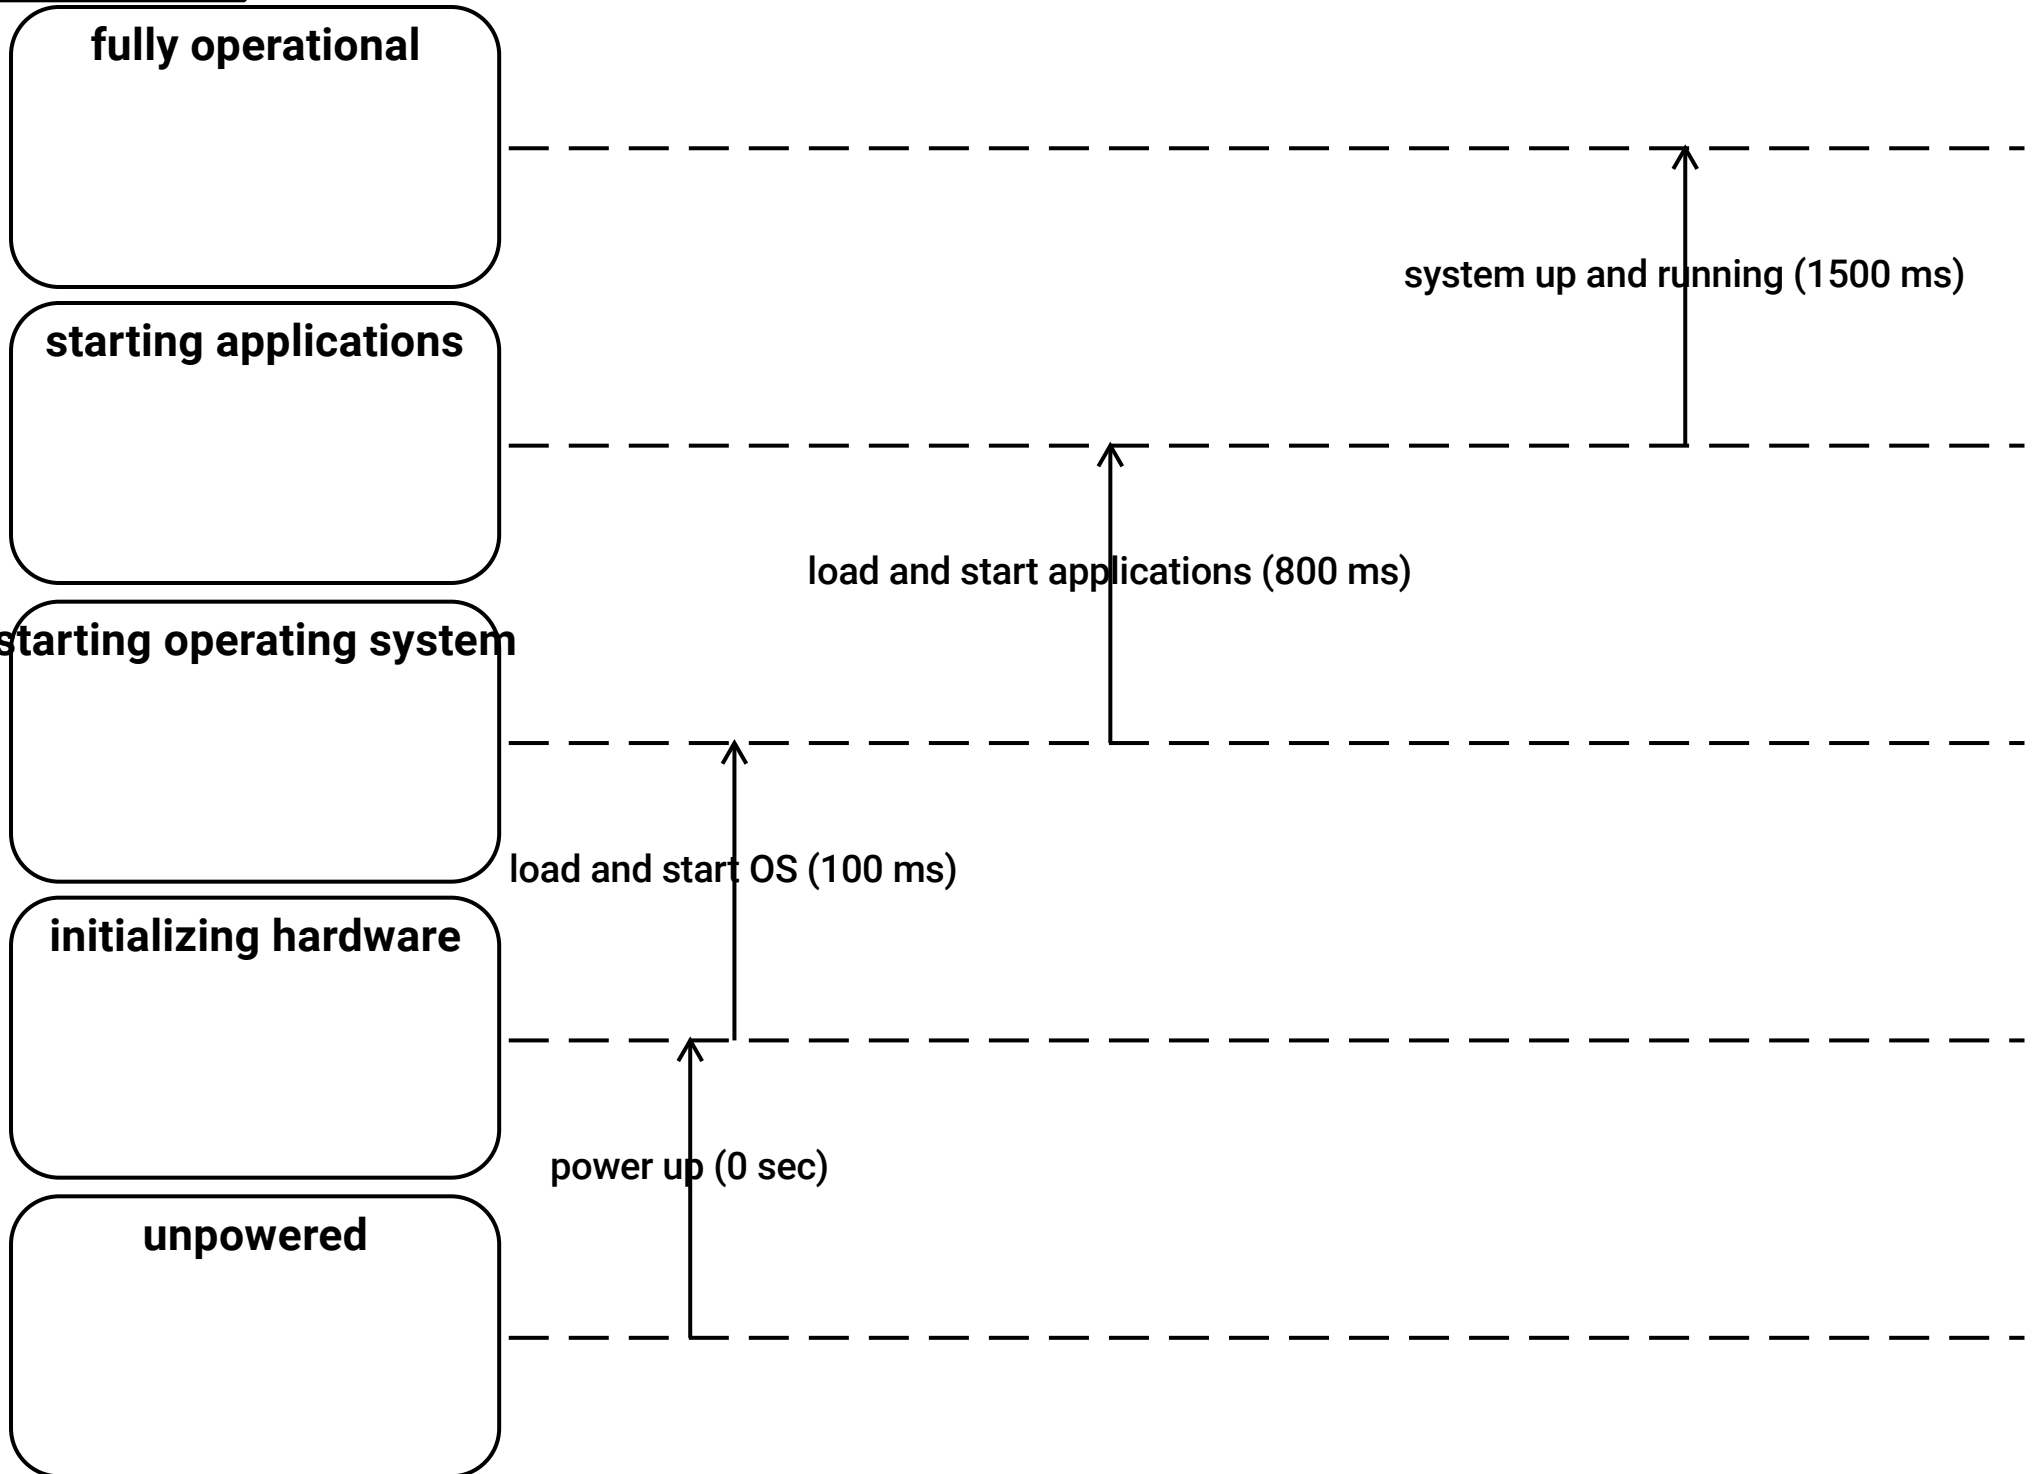 fully operational
system up and running (1500 ms)
starting applications
load and start applications (800 ms)
starting operating system
load and start OS (100 ms)
initializing hardware
power up (0 sec)
unpowered